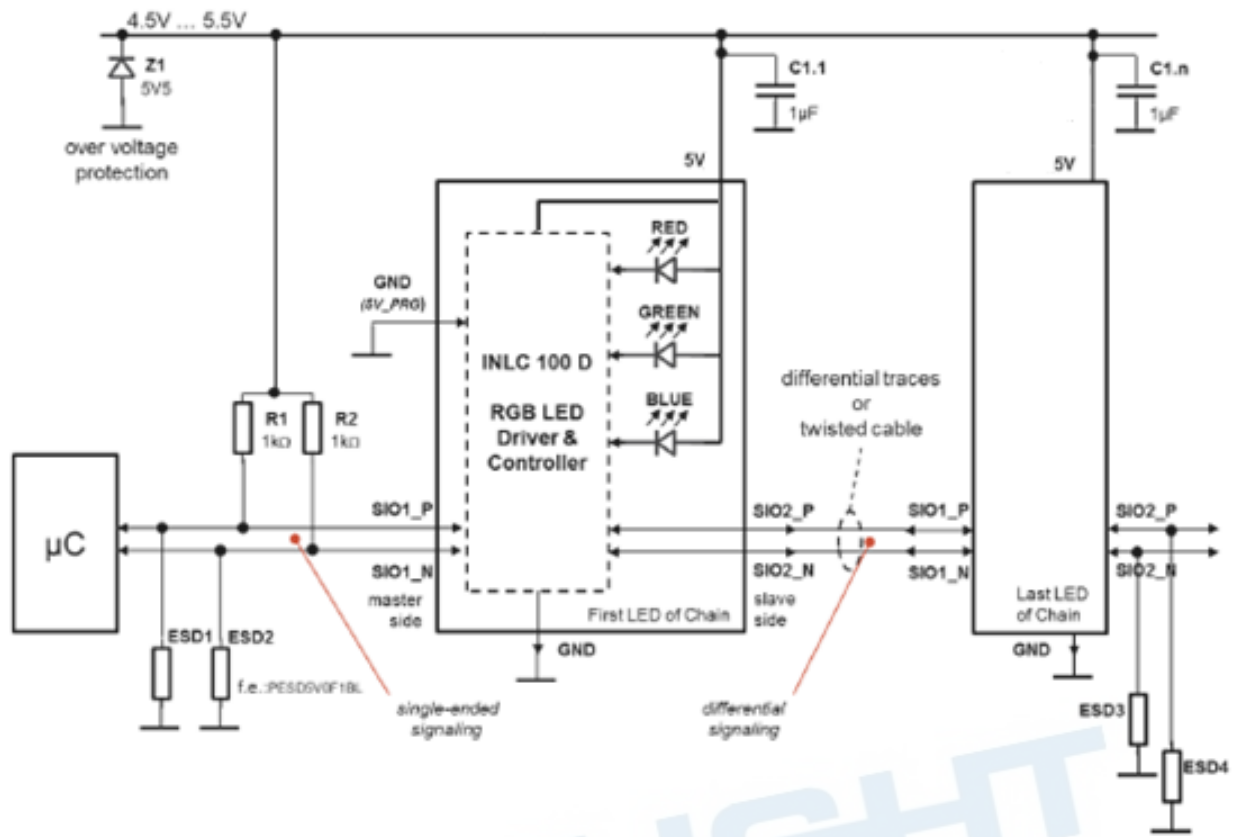 4.5V ... 5.5V
Z1
5V5
over voltage
protection
C1.1
1µF
C1.n
1µF
5V
5V
RED
GND
(5V_PRG)
GREEN
INLC 100 D
BLUE
RGB LED
Driver &
Controller
differential traces
or
twisted cable
R1
1kΩ
R2
1kΩ
µC
SIO1_P
SIO1_N
master
side
SIO2_P
SIO2_N
slave
side
SIO1_P
SIO1_N
SIO2_P
SIO2_N
First LED of Chain
Last LED
of Chain
ESD1
ESD2
f.e.:PESD5V0F1BL
GND
GND
single-ended
signaling
differential
signaling
ESD3
ESD4